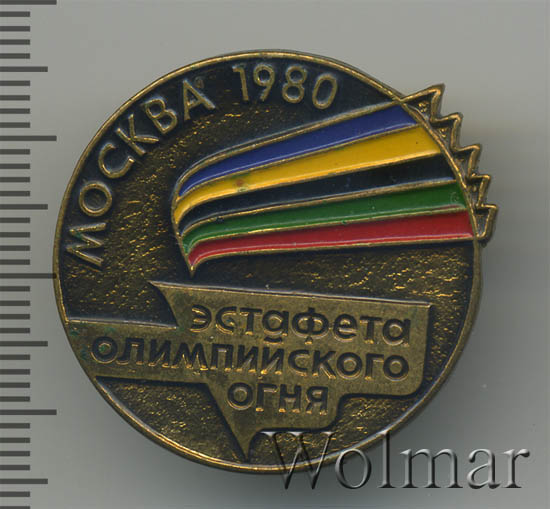 МОСКВА 1980
эстафета
олимпийского
огня
Wolmar